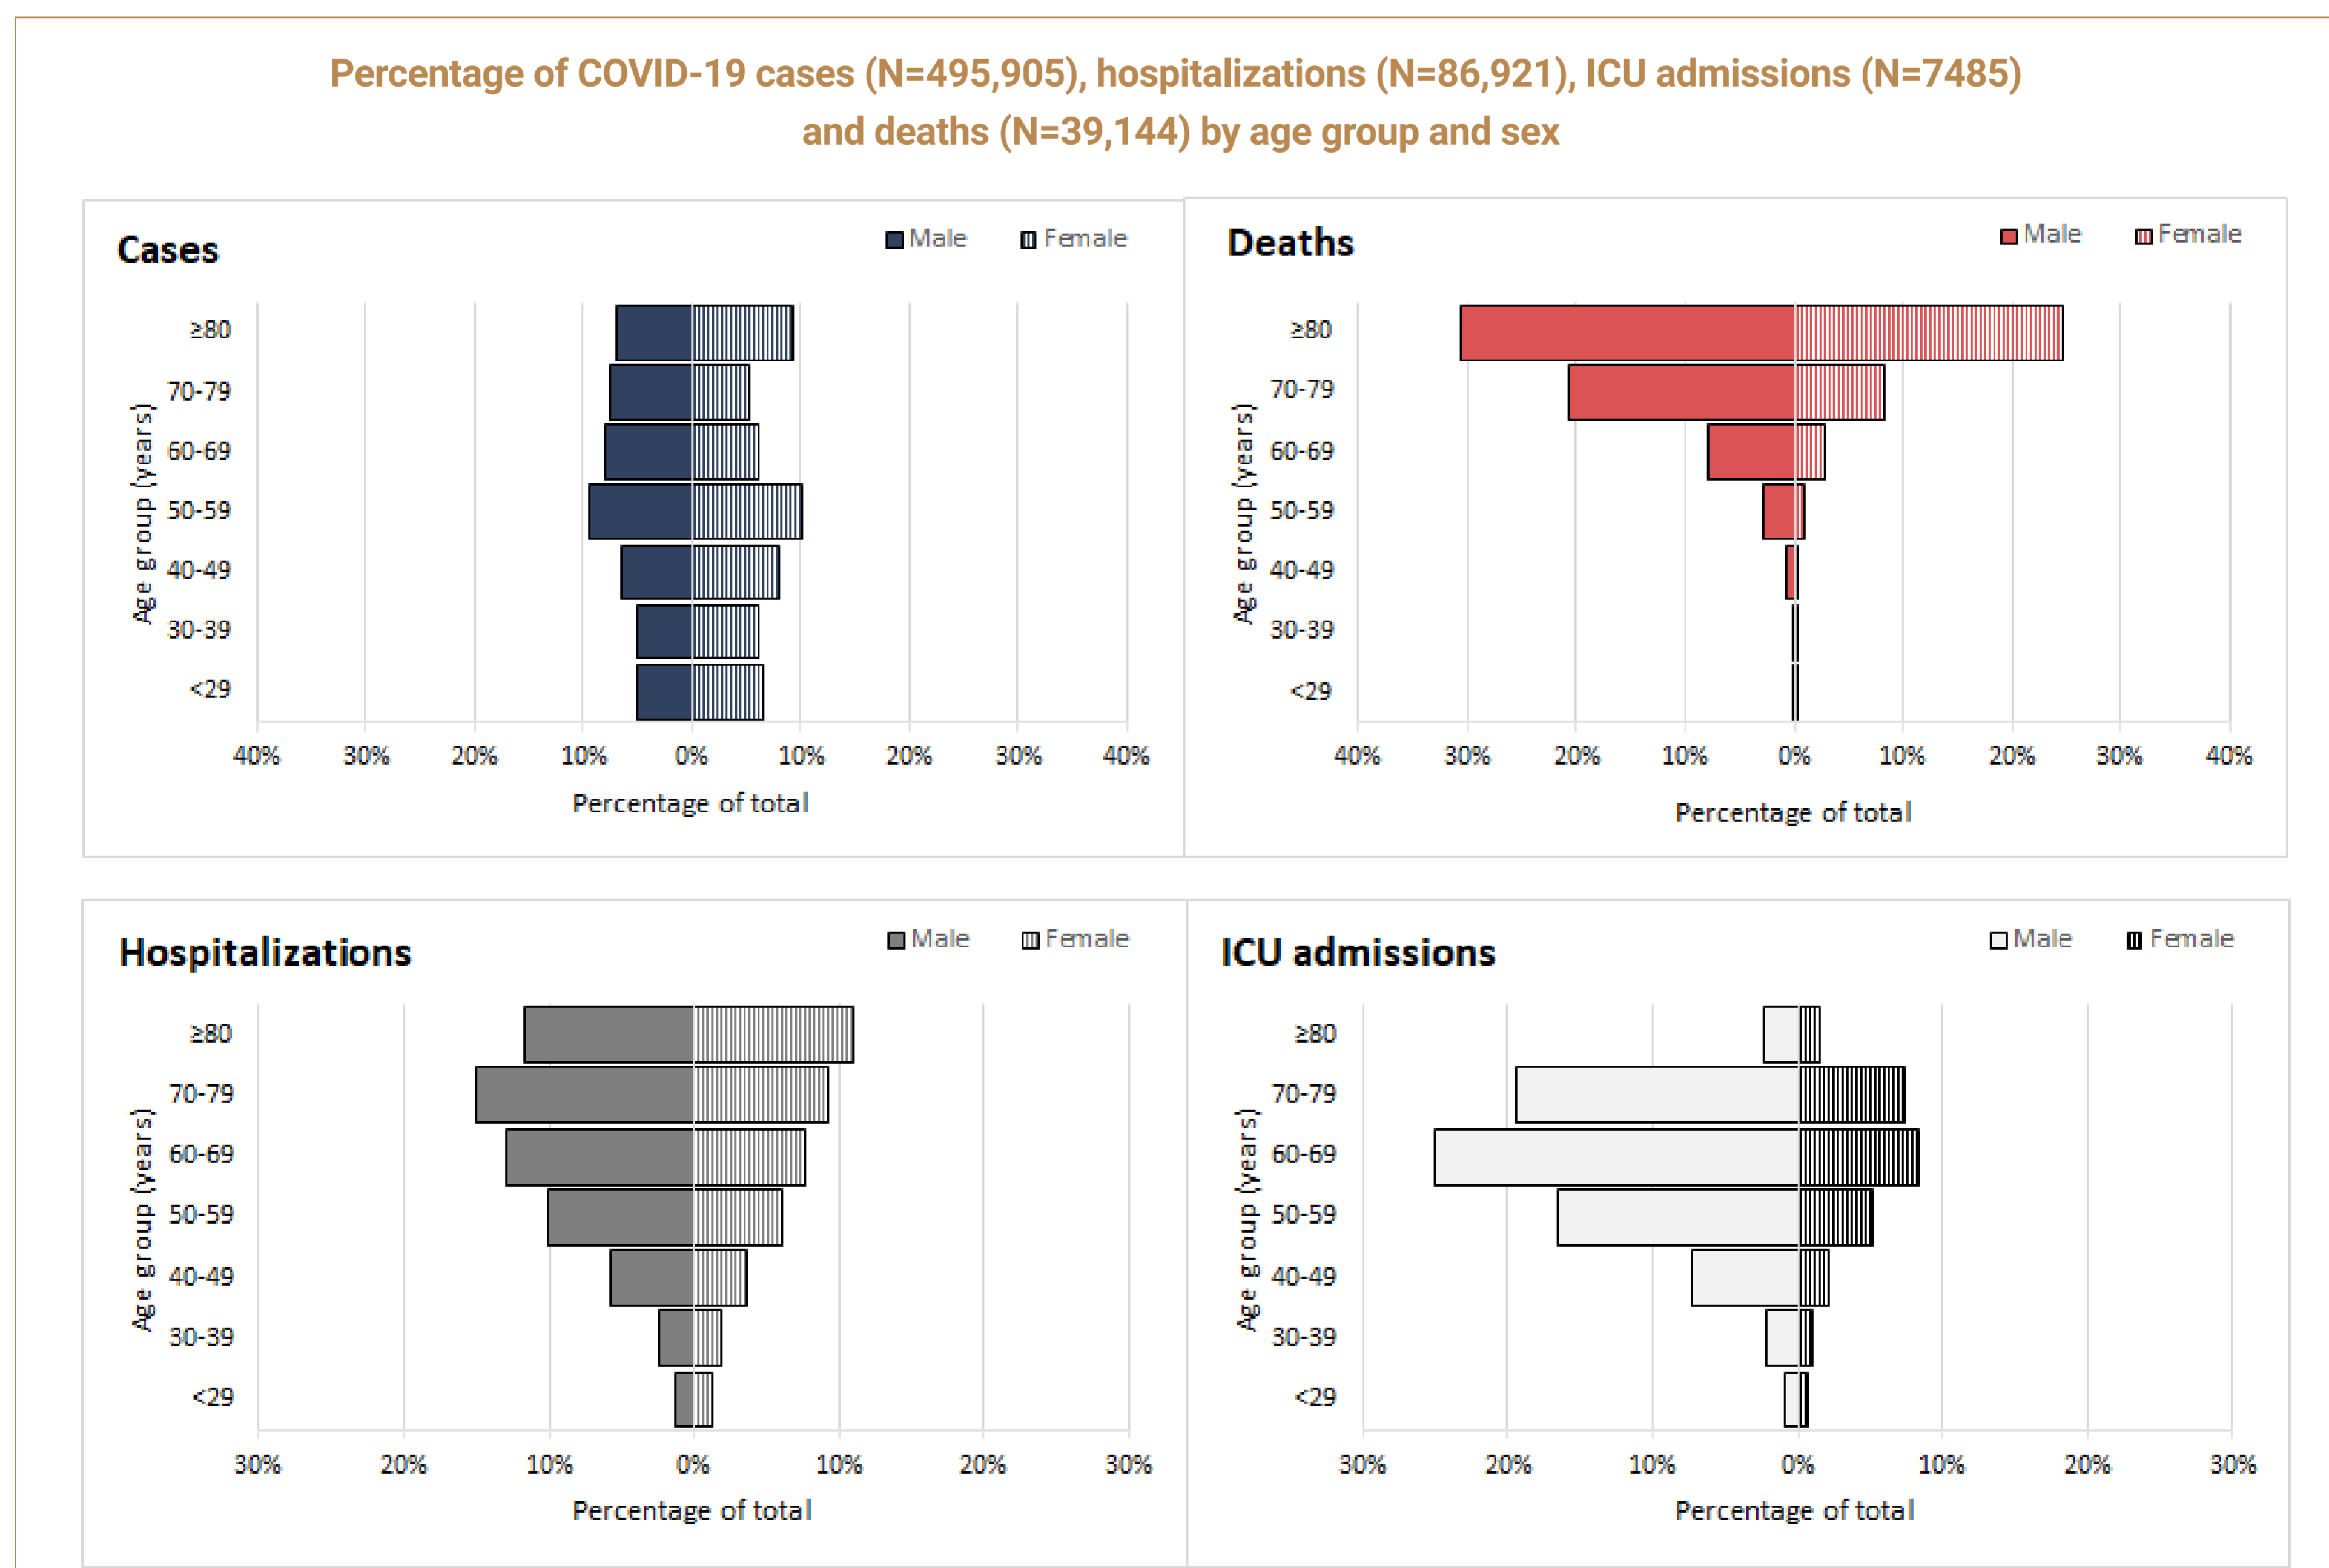 Percentage of COVID-19 cases (N=495,905), hospitalizations (N=86,921), ICU admissions (N=7485)
and deaths (N=39,144) by age group and sex
Cases
Male Female
Age group (years)
≥80
70-79
60-69
50-59
40-49
30-39
<29
40% 30% 20% 10% 0% 10% 20% 30% 40%
Percentage of total
Deaths
Male Female
Age group (years)
≥80
70-79
60-69
50-59
40-49
30-39
<29
40% 30% 20% 10% 0% 10% 20% 30% 40%
Percentage of total
Hospitalizations
Male Female
Age group (years)
≥80
70-79
60-69
50-59
40-49
30-39
<29
30% 20% 10% 0% 10% 20% 30%
Percentage of total
ICU admissions
Male Female
Age group (years)
≥80
70-79
60-69
50-59
40-49
30-39
<29
30% 20% 10% 0% 10% 20% 30%
Percentage of total